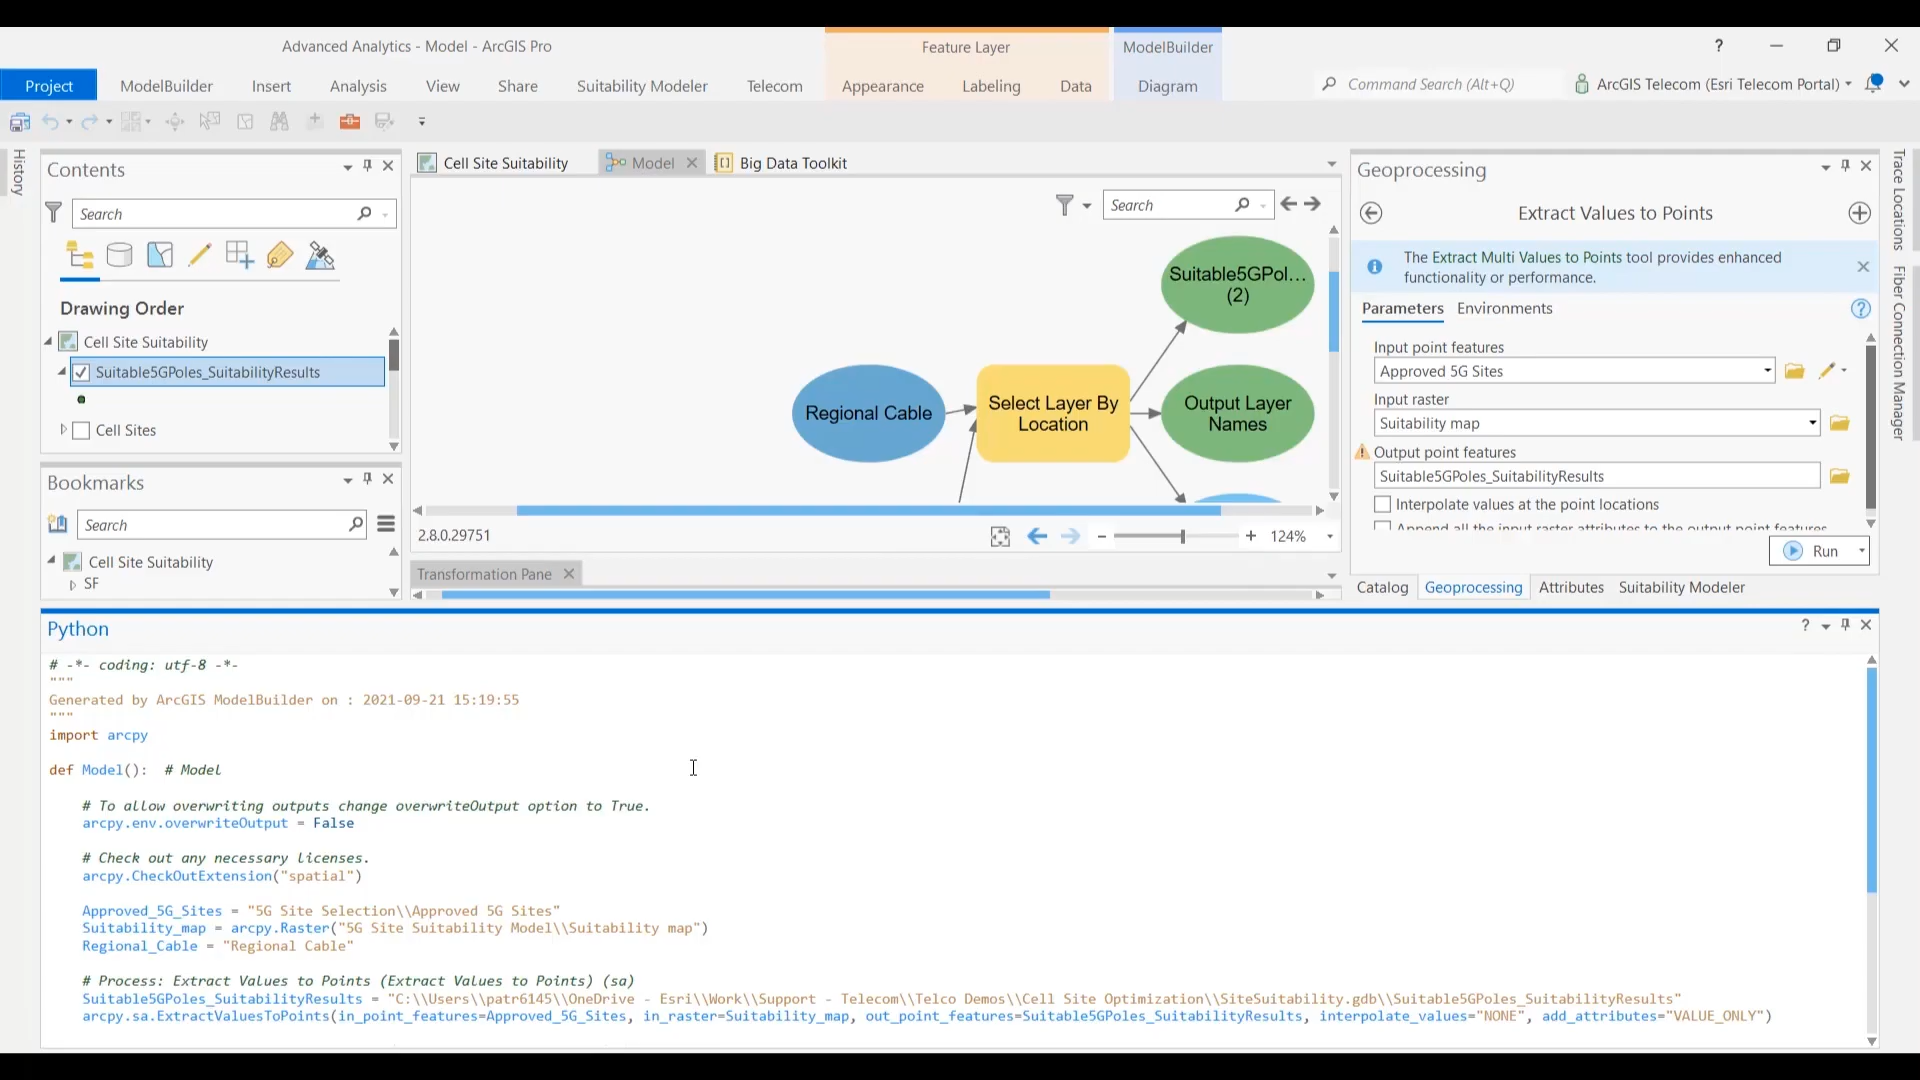 Advanced Analytics - Model - ArcGIS Pro
Feature Layer
ModelBuilder
?
Project
ModelBuilder
Insert
Analysis
View
Share
Suitability Modeler
Telecom
Appearance
Labeling
Data
Diagram
Command Search (Alt+Q)
ArcGIS Telecom (Esri Telecom Portal)
History
Contents
Search
Drawing Order
Cell Site Suitability
Suitable5GPoles_SuitabilityResults
Cell Sites
Bookmarks
Search
Cell Site Suitability
SF
Cell Site Suitability
Model
Big Data Toolkit
Search
Suitable5GPol...
(2)
Regional Cable
Select Layer By
Location
Output Layer
Names
2.8.0.29751
124%
Transformation Pane
Geoprocessing
Extract Values to Points
The Extract Multi Values to Points tool provides enhanced
functionality or performance.
Parameters
Environments
?
Input point features
Approved 5G Sites
Input raster
Suitability map
Output point features
Suitable5GPoles_SuitabilityResults
Interpolate values at the point locations
Append all the input raster attributes to the output point features
Run
Catalog
Geoprocessing
Attributes
Suitability Modeler
Trace Locations
Fiber Connection Manager
Python
?
# -*- coding: utf-8 -*-
"""
Generated by ArcGIS ModelBuilder on : 2021-09-21 15:19:55
"""
import arcpy
def Model():  # Model
# To allow overwriting outputs change overwriteOutput option to True.
arcpy.env.overwriteOutput = False
# Check out any necessary licenses.
arcpy.CheckOutExtension("spatial")
Approved_5G_Sites = "5G Site Selection\\Approved 5G Sites"
Suitability_map = arcpy.Raster("5G Site Suitability Model\\Suitability map")
Regional_Cable = "Regional Cable"
# Process: Extract Values to Points (Extract Values to Points) (sa)
Suitable5GPoles_SuitabilityResults = "C:\\Users\\patr6145\\OneDrive - Esri\\Work\\Support - Telecom\\Telco Demos\\Cell Site Optimization\\SiteSuitability.gdb\\Suitable5GPoles_SuitabilityResults"
arcpy.sa.ExtractValuesToPoints(in_point_features=Approved_5G_Sites, in_raster=Suitability_map, out_point_features=Suitable5GPoles_SuitabilityResults, interpolate_values="NONE", add_attributes="VALUE_ONLY")